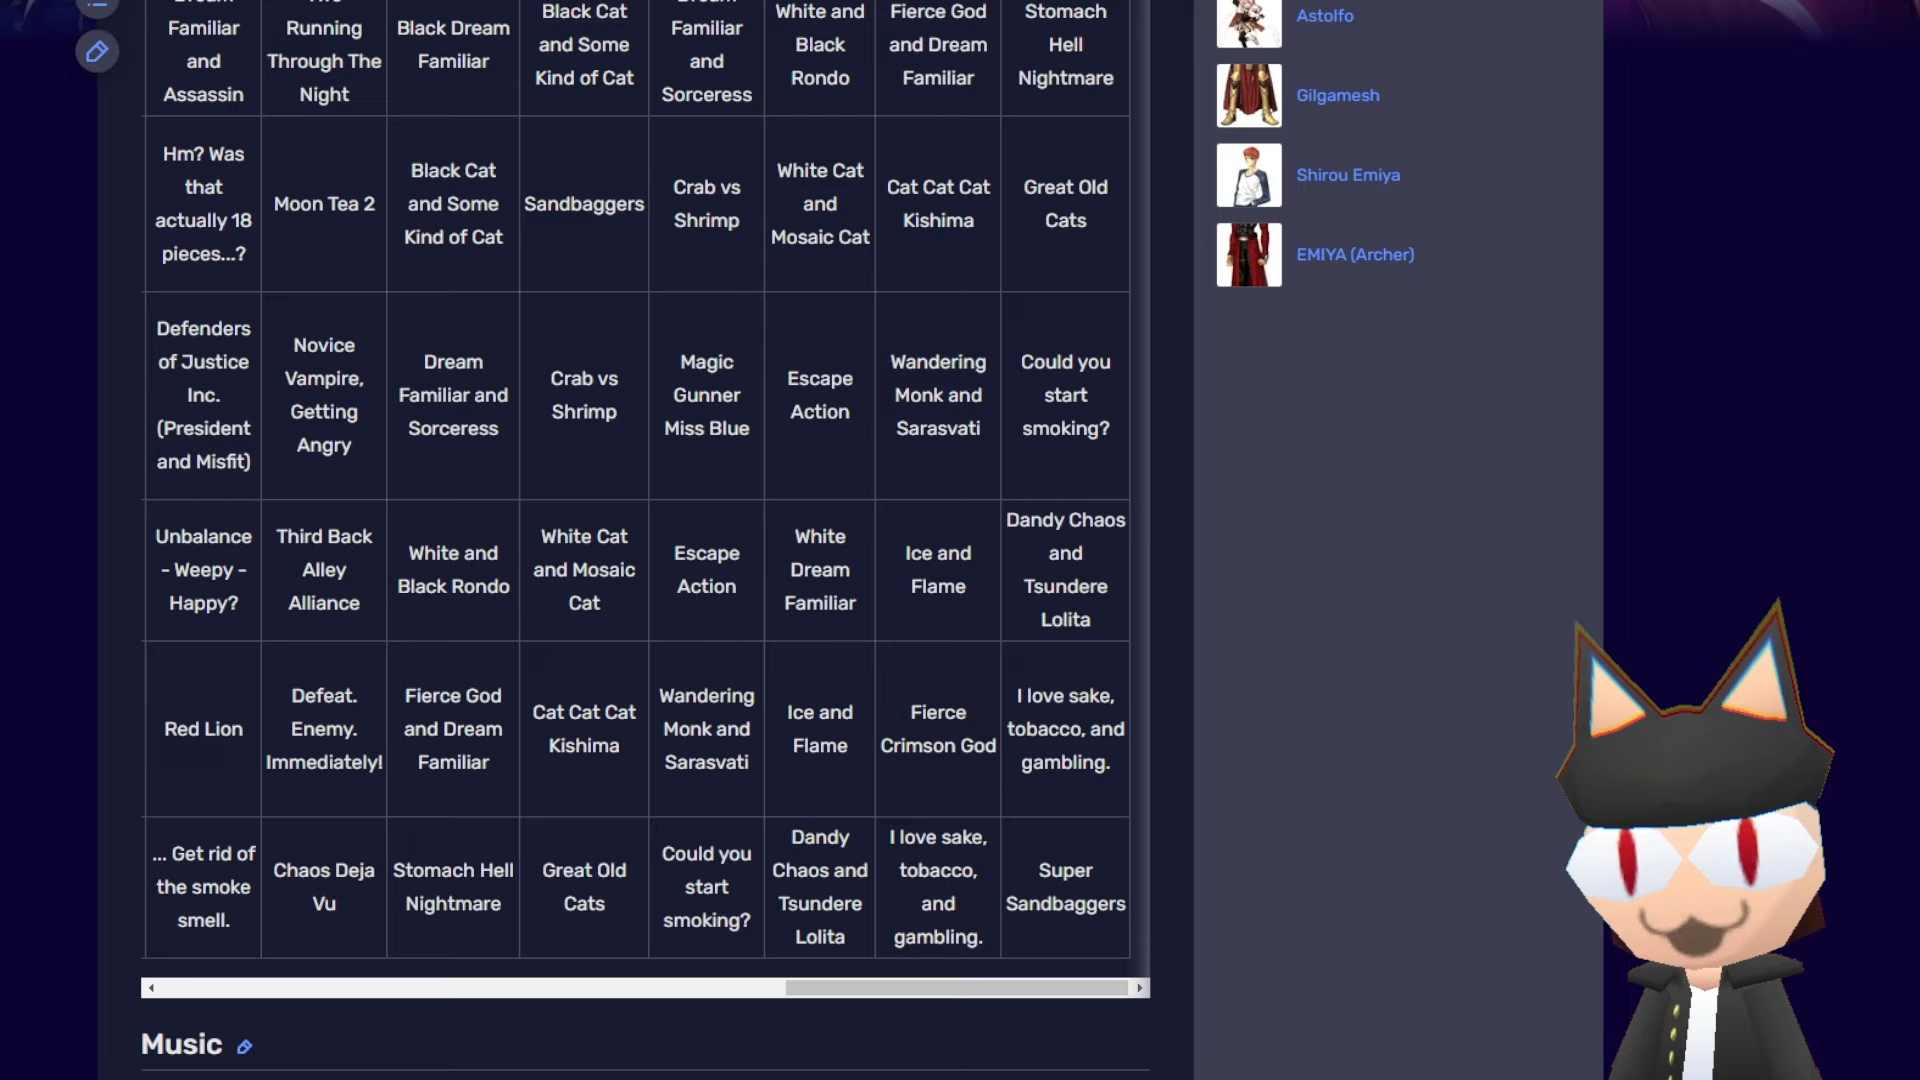 Familiar
and
Assassin
Running
Through The
Night
Black Dream
Familiar
Black Cat
and Some
Kind of Cat
Familiar
and
Sorceress
White and
Black
Rondo
Fierce God
and Dream
Familiar
Stomach
Hell
Nightmare
Hm? Was
that
actually 18
pieces...?
Moon Tea 2
Black Cat
and Some
Kind of Cat
Sandbaggers
Crab vs
Shrimp
White Cat
and
Mosaic Cat
Cat Cat Cat
Kishima
Great Old
Cats
Defenders
of Justice
Inc.
(President
and Misfit)
Novice
Vampire,
Getting
Angry
Dream
Familiar and
Sorceress
Crab vs
Shrimp
Magic
Gunner
Miss Blue
Escape
Action
Wandering
Monk and
Sarasvati
Could you
start
smoking?
Unbalance
- Weepy -
Happy?
Third Back
Alley
Alliance
White and
Black Rondo
White Cat
and Mosaic
Cat
Escape
Action
White
Dream
Familiar
Ice and
Flame
Dandy Chaos
and
Tsundere
Lolita
Red Lion
Defeat.
Enemy.
Immediately!
Fierce God
and Dream
Familiar
Cat Cat Cat
Kishima
Wandering
Monk and
Sarasvati
Ice and
Flame
Fierce
Crimson God
I love sake,
tobacco, and
gambling.
... Get rid of
the smoke
smell.
Chaos Deja
Vu
Stomach Hell
Nightmare
Great Old
Cats
Could you
start
smoking?
Dandy
Chaos and
Tsundere
Lolita
I love sake,
tobacco,
and
gambling.
Super
Sandbaggers
Music
Astolfo
Gilgamesh
Shirou Emiya
EMIYA (Archer)